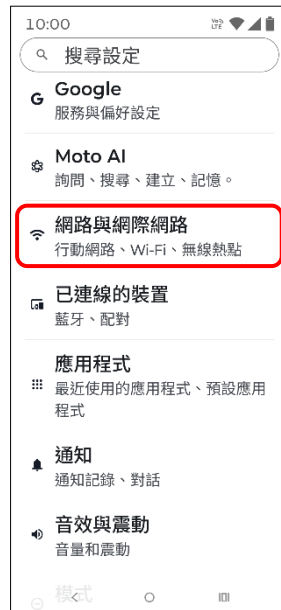 10:00
Vo))
LTE
搜尋設定
G
Google
服務與偏好設定
Moto AI
詢問、搜尋、建立、記憶。
網路與網際網路
行動網路、Wi-Fi、無線熱點
已連線的裝置
藍牙、配對
應用程式
最近使用的應用程式、預設應用
程式
通知
通知記錄、對話
音效與震動
音量和震動
模式